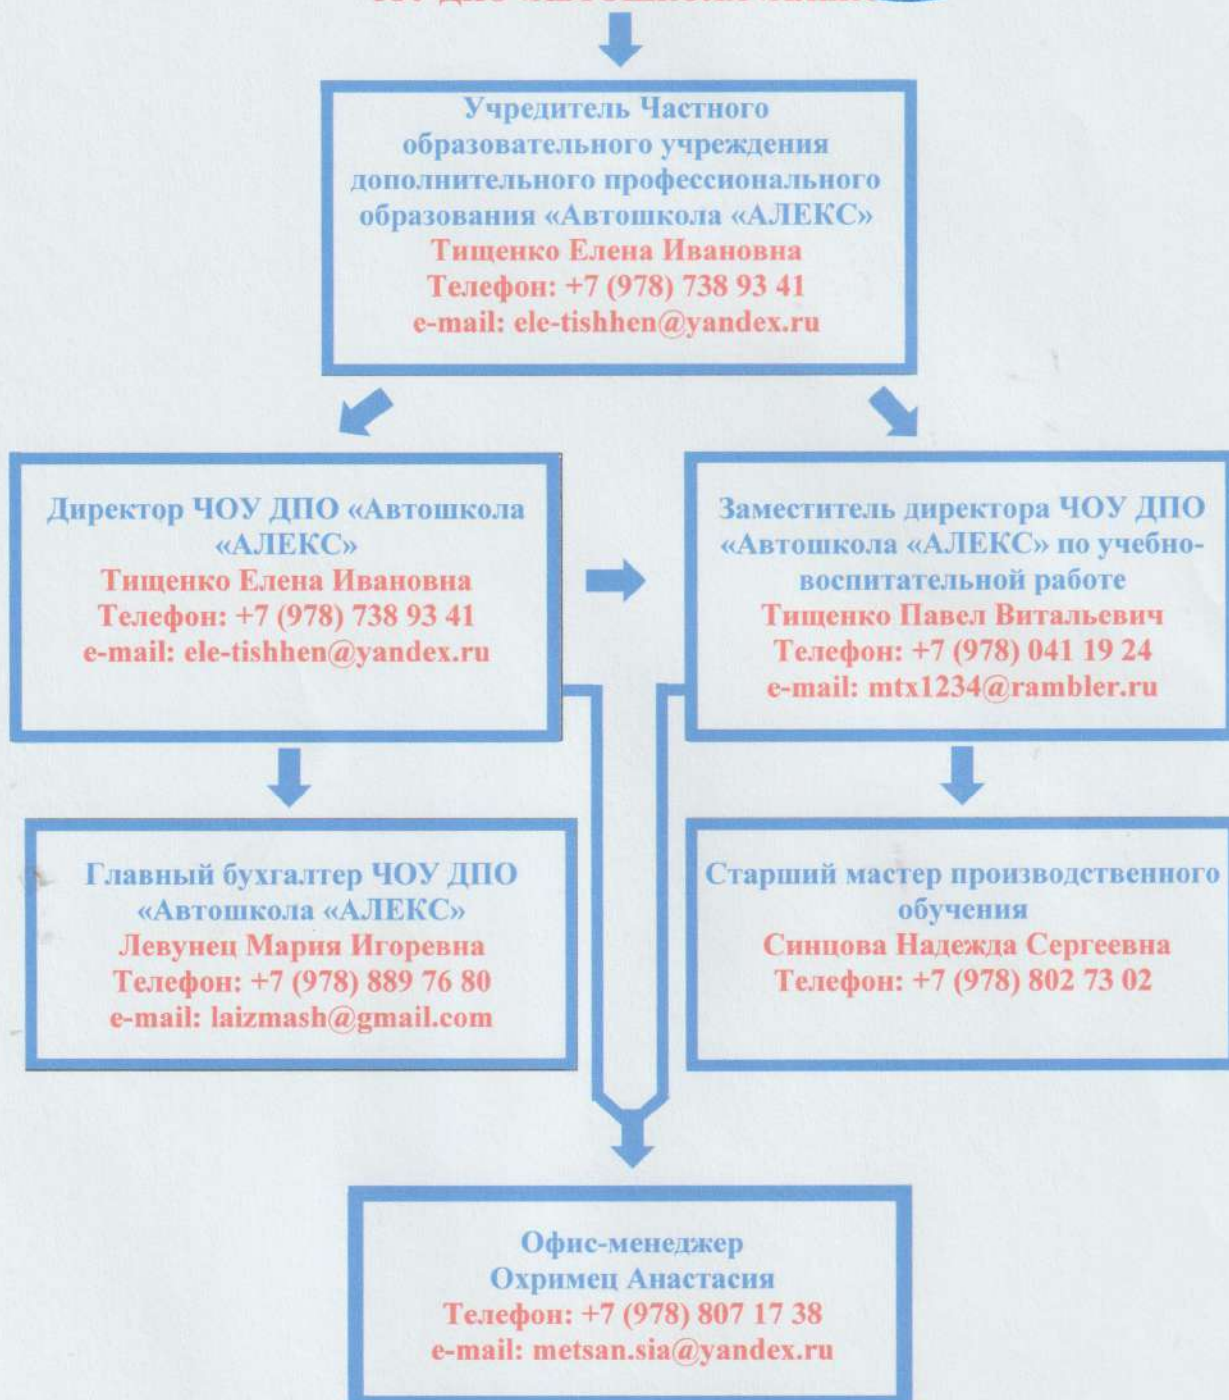 Учредитель Частного
образовательного учреждения
дополнительного профессионального
образования «Автошкола «АЛЕКС»
Тищенко Елена Ивановна
Телефон: +7 (978) 738 93 41
e-mail: ele-tishhen@yandex.ru
Директор ЧОУ ДПО «Автошкола
«АЛЕКС»
Тищенко Елена Ивановна
Телефон: +7 (978) 738 93 41
e-mail: ele-tishhen@yandex.ru
Заместитель директора ЧОУ ДПО
«Автошкола «АЛЕКС» по учебно-
воспитательной работе
Тищенко Павел Витальевич
Телефон: +7 (978) 041 19 24
e-mail: mtx1234@rambler.ru
Главный бухгалтер ЧОУ ДПО
«Автошкола «АЛЕКС»
Левунец Мария Игоревна
Телефон: +7 (978) 889 76 80
e-mail: laizmash@gmail.com
Старший мастер производственного
обучения
Синцова Надежда Сергеевна
Телефон: +7 (978) 802 73 02
Офис-менеджер
Охримец Анастасия
Телефон: +7 (978) 807 17 38
e-mail: metsan.sia@yandex.ru